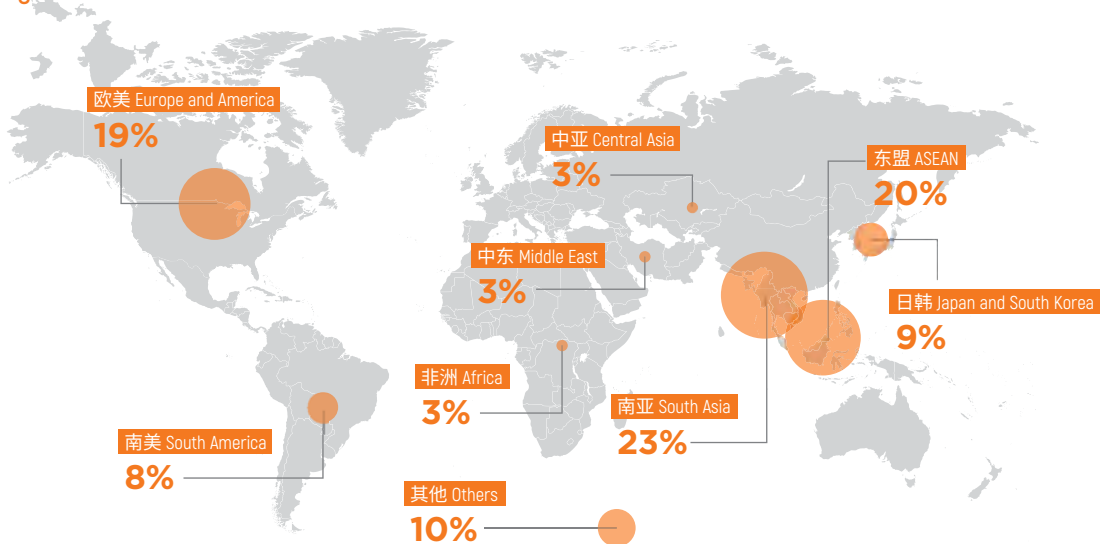 欧美 Europe and America
19%
中亚 Central Asia
3%
东盟 ASEAN
20%
中东 Middle East
3%
日韩 Japan and South Korea
9%
非洲 Africa
3%
南亚 South Asia
23%
南美 South America
8%
其他 Others
10%